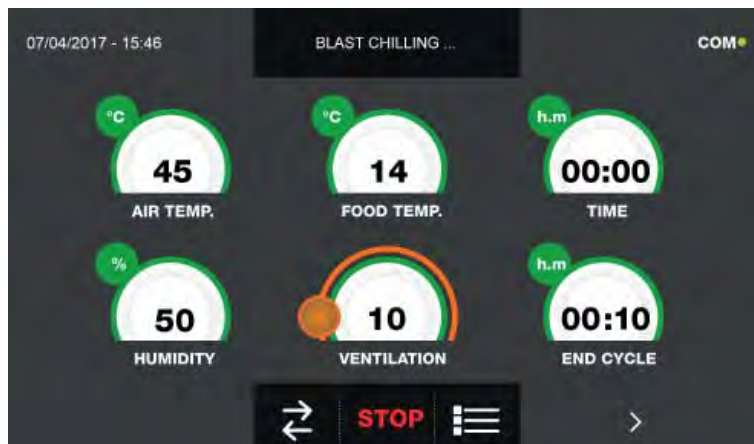 07/04/2017 - 15:46
BLAST CHILLING ...
COM
°C
45
AIR TEMP.
°C
14
FOOD TEMP.
h.m
00:00
TIME
%
50
HUMIDITY
10
VENTILATION
h.m
00:10
END CYCLE
STOP